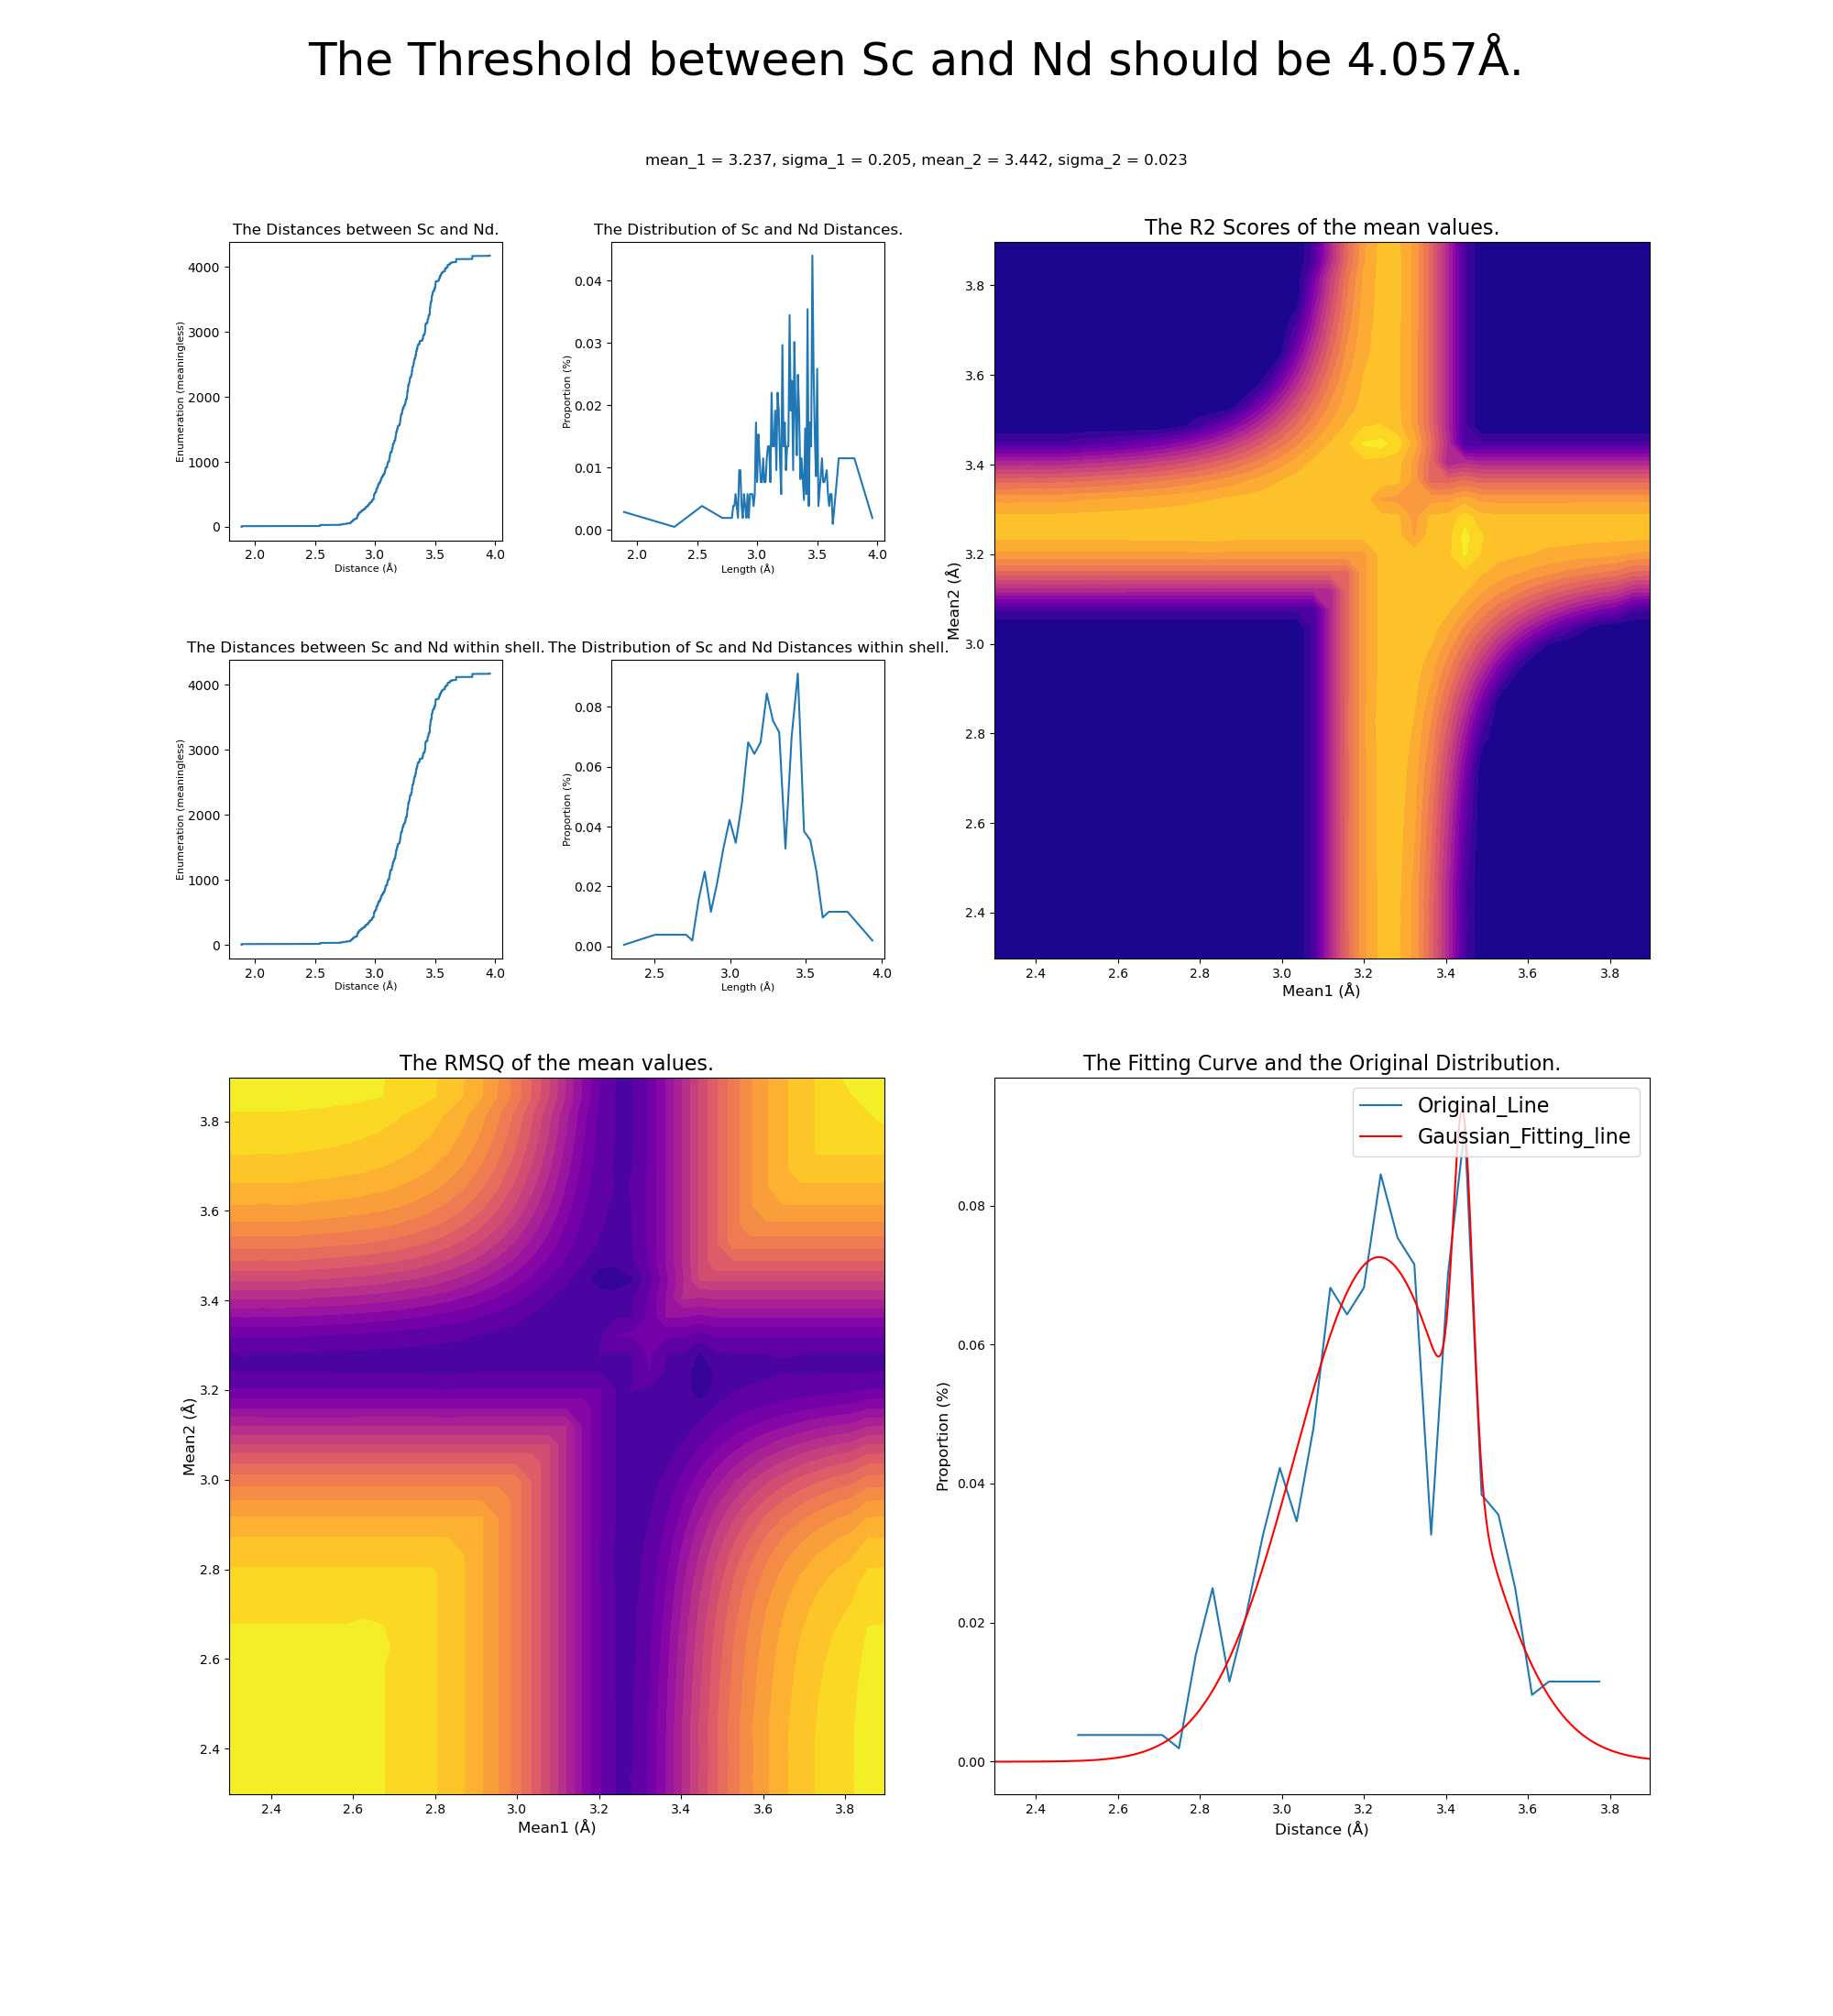 The Threshold between Sc and Nd should be 4.057Å.
mean_1 = 3.237, sigma_1 = 0.205, mean_2 = 3.442, sigma_2 = 0.023
The Distances between Sc and Nd.
4000
3000
2000
1000
0
Enumeration (meaningless)
2.0 2.5 3.0 3.5 4.0
Distance (Å)
The Distribution of Sc and Nd Distances.
0.04
0.03
0.02
0.01
0.00
Proportion (%)
2.0 2.5 3.0 3.5 4.0
Length (Å)
The R2 Scores of the mean values.
3.8
3.6
3.4
3.2
3.0
2.8
2.6
2.4
Mean2 (Å)
2.4 2.6 2.8 3.0 3.2 3.4 3.6 3.8
Mean1 (Å)
The Distances between Sc and Nd within shell.
4000
3000
2000
1000
0
Enumeration (meaningless)
2.0 2.5 3.0 3.5 4.0
Distance (Å)
The Distribution of Sc and Nd Distances within shell.
0.08
0.06
0.04
0.02
0.00
Proportion (%)
2.5 3.0 3.5 4.0
Length (Å)
The RMSQ of the mean values.
3.8
3.6
3.4
3.2
3.0
2.8
2.6
2.4
Mean2 (Å)
2.4 2.6 2.8 3.0 3.2 3.4 3.6 3.8
Mean1 (Å)
The Fitting Curve and the Original Distribution.
Original_Line
Gaussian_Fitting_line
0.08
0.06
0.04
0.02
0.00
Proportion (%)
2.4 2.6 2.8 3.0 3.2 3.4 3.6 3.8
Distance (Å)